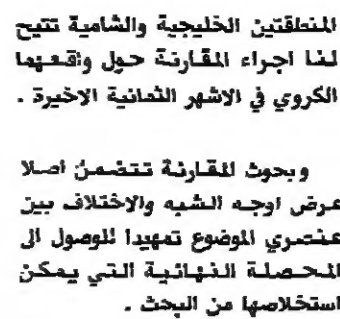 المنطقتين الخليجية والشامية تتيح
لنا اجراء المقارنة حول واقعهما
الكروي في الاشهر الثمانية الاخيرة .
وبحوث المقارنة تتضمن اصلا
عرض اوجه الشبه والاختلاف بين
عنصري الموضوع تمهيدا للوصول الى
المحصلة النهائية التي يمكن
استخلاصها من البحث .